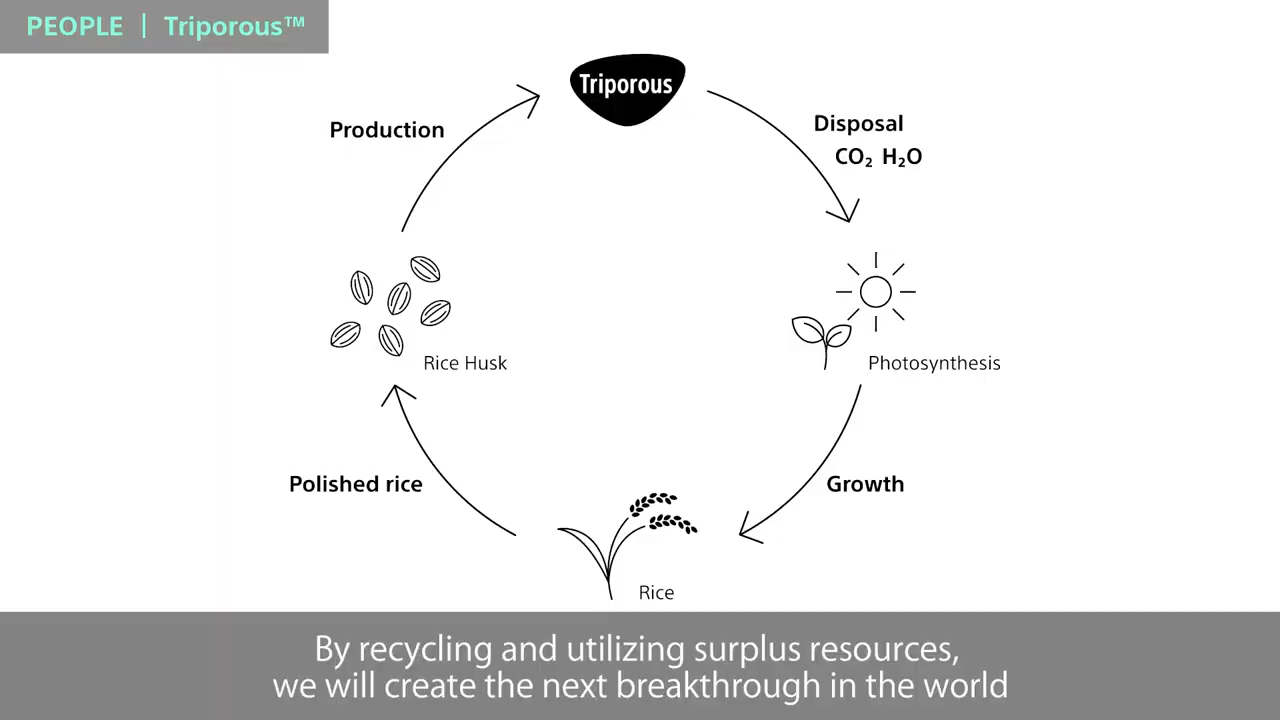 PEOPLE | Triporous™
Triporous
Production
Disposal
CO₂ H₂O
Rice Husk
Photosynthesis
Polished rice
Growth
Rice
By recycling and utilizing surplus resources,
we will create the next breakthrough in the world